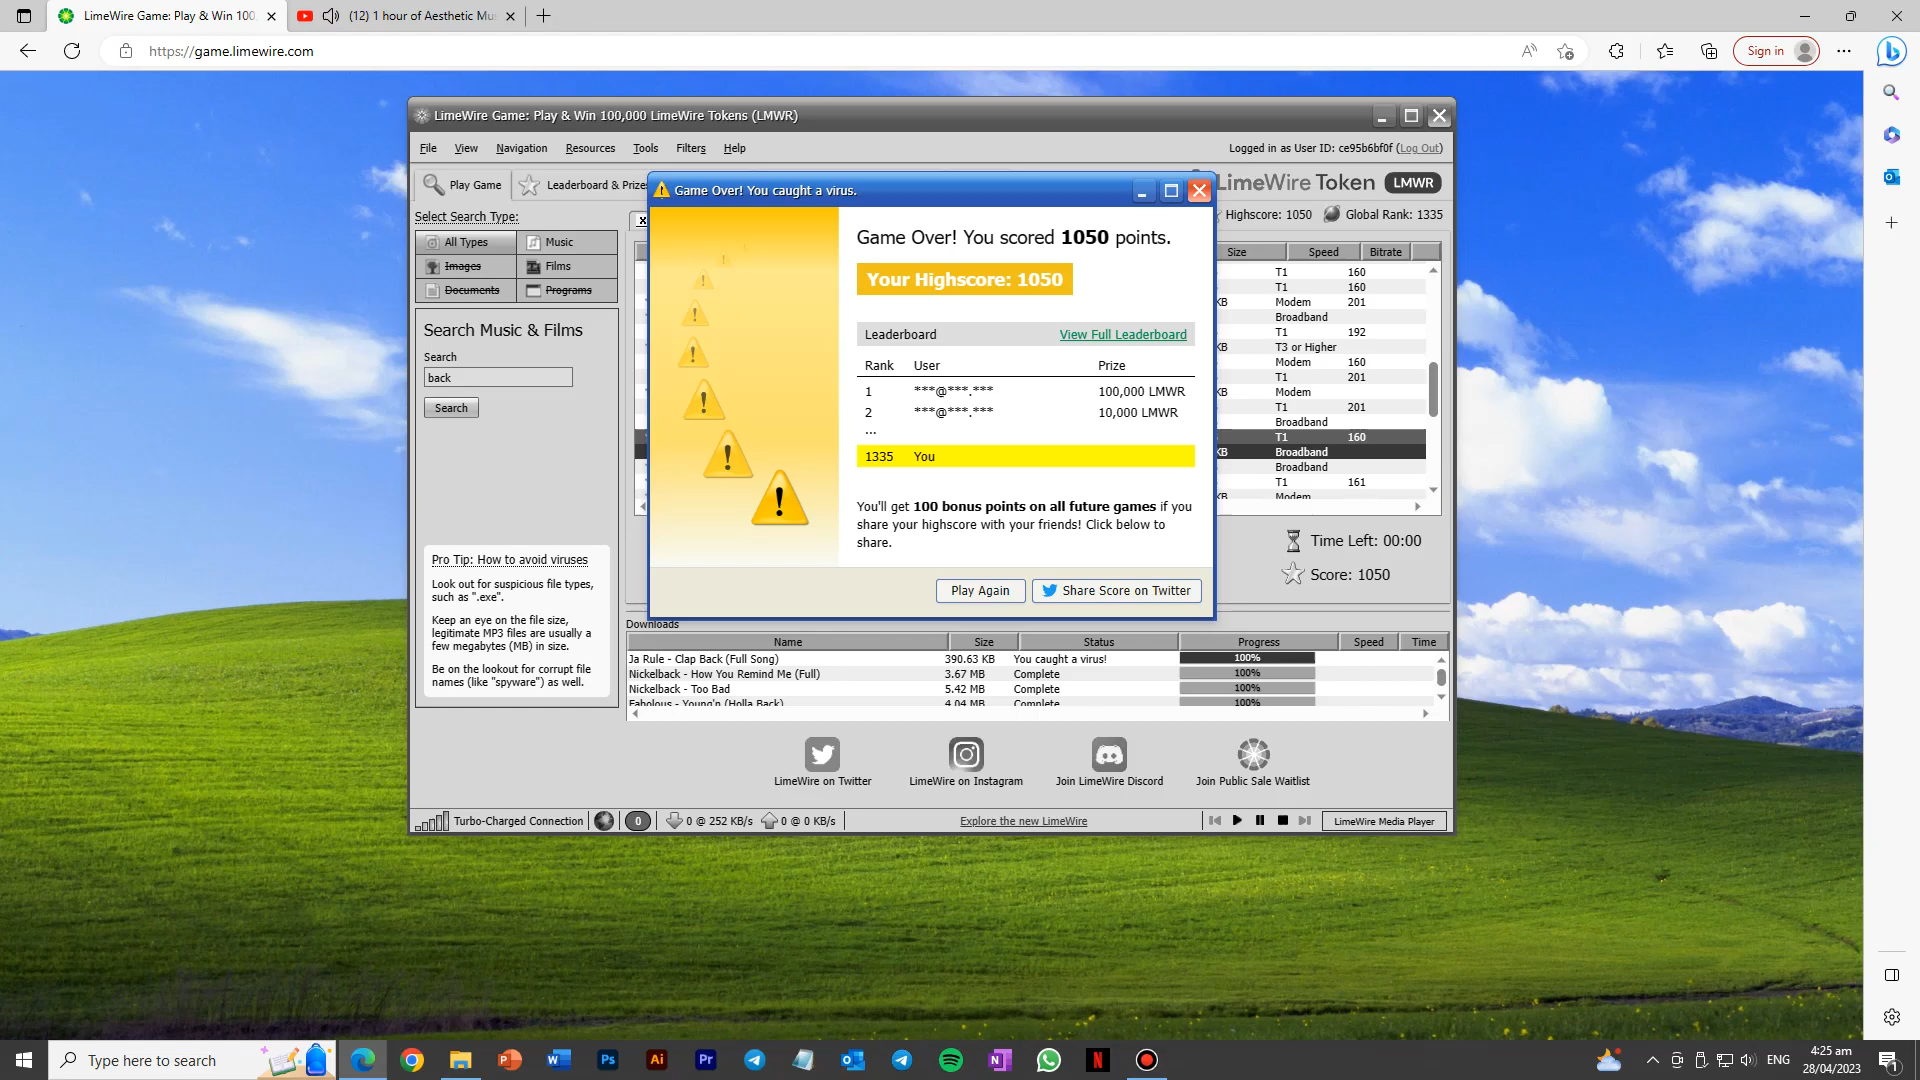 LimeWire Game: Play & Win 100,
(12) 1 hour of Aesthetic Mu
https://game.limewire.com
Sign in
LimeWire Game: Play & Win 100,000 LimeWire Tokens (LMWR)
File View Navigation Resources Tools Filters Help
Logged in as User ID: ce95b6bf0f (Log Out)
Play Game
Leaderboard & Prize
LimeWire Token LMWR
Select Search Type:
Highscore: 1050 Global Rank: 1335
All Types Music
Images Films
Documents Programs
Search Music & Films
Search
back
Search
Pro Tip: How to avoid viruses
Look out for suspicious file types,
such as ".exe".
Keep an eye on the file size,
legitimate MP3 files are usually a
few megabytes (MB) in size.
Be on the lookout for corrupt file
names (like "spyware") as well.
Game Over! You caught a virus.
Game Over! You scored 1050 points.
Your Highscore: 1050
Leaderboard View Full Leaderboard
Rank User Prize
1 ***@***.*** 100,000 LMWR
2 ***@***.*** 10,000 LMWR
...
1335 You
You'll get 100 bonus points on all future games if you
share your highscore with your friends! Click below to
share.
Play Again Share Score on Twitter
Size Speed Bitrate
T1 160
T1 160
KB Modem 201
Broadband
T1 192
KB T3 or Higher
Modem 160
T1 201
KB Modem
T1 201
Broadband
T1 160
KB Broadband
Broadband
T1 161
KB Modem
Time Left: 00:00
Score: 1050
Downloads
Name Size Status Progress Speed Time
Ja Rule - Clap Back (Full Song) 390.63 KB You caught a virus! 100%
Nickelback - How You Remind Me (Full) 3.67 MB Complete 100%
Nickelback - Too Bad 5.42 MB Complete 100%
Fabolous - Young'n (Holla Back) 4.04 MB Complete 100%
LimeWire on Twitter LimeWire on Instagram Join LimeWire Discord Join Public Sale Waitlist
Turbo-Charged Connection 0 0 @ 252 KB/s 0 @ 0 KB/s Explore the new LimeWire LimeWire Media Player
Type here to search
ENG
4:25 am
28/04/2023